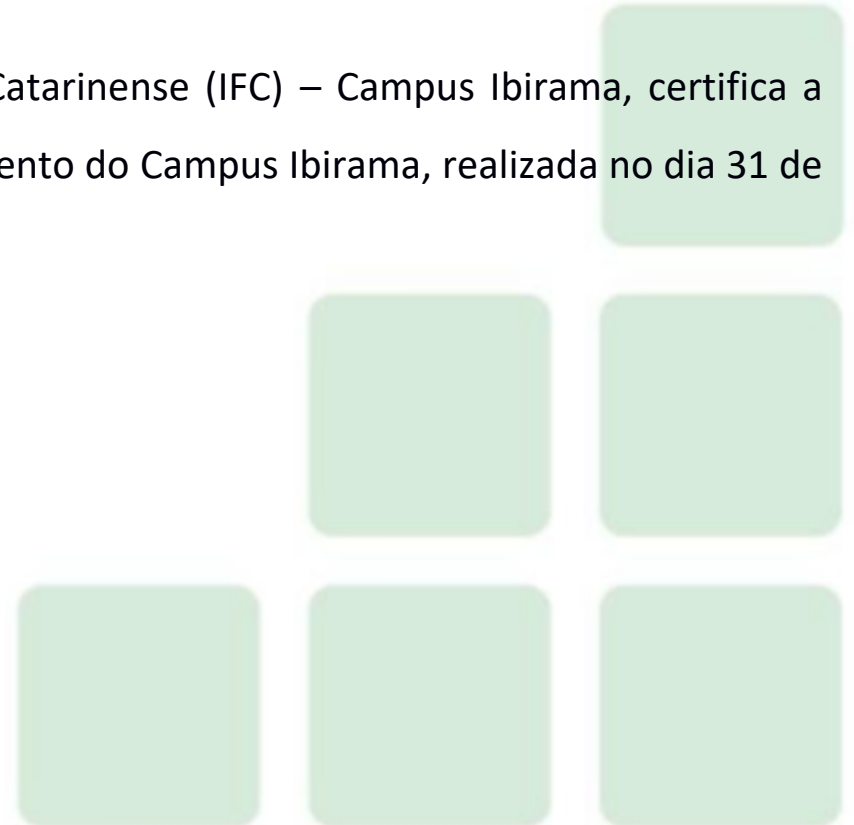 Catarinense (IFC) – Campus Ibirama, certifica a
ento do Campus Ibirama, realizada no dia 31 de